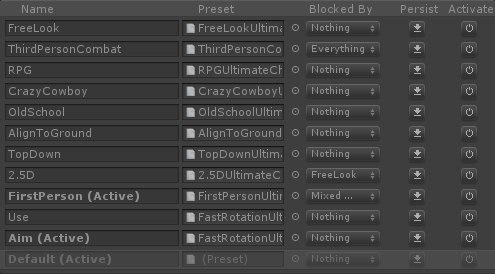 Name Preset Blocked By Persist Activate
FreeLook FreeLookUltima Nothing
ThirdPersonCombat ThirdPersonCo Everything
RPG RPGUltimateCh Nothing
CrazyCowboy CrazyCowboyU Nothing
OldSchool OldSchoolUltim Nothing
AlignToGround AlignToGround Nothing
TopDown TopDownUltima Nothing
2.5D 2.5DUltimateC FreeLook
FirstPerson (Active) FirstPersonUltin Mixed ...
Use FastRotationUlt Nothing
Aim (Active) FastRotationUlt Nothing
Default (Active) (Preset) Nothing